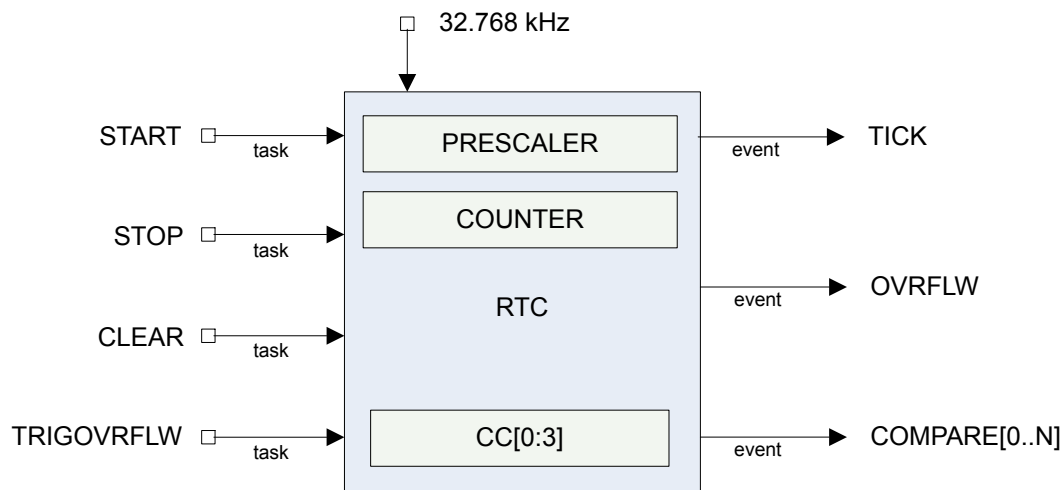 32.768 kHz
START
task
PRESCALER
event
TICK
STOP
task
COUNTER
RTC
event
OVRFLW
CLEAR
task
TRIGOVRFLW
task
CC[0:3]
event
COMPARE[0..N]